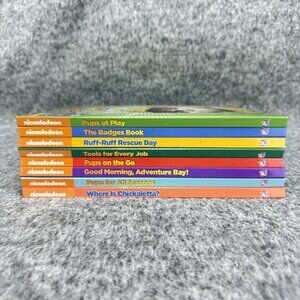 nickelodeon Pups at Play
nickelodeon The Badges Book
nickelodeon Ruff-Ruff Rescue Day
nickelodeon Tools for Every Job
nickelodeon Pups on the Go
nickelodeon Good Morning, Adventure Bay!
nickelodeon Pups for All Seasons
nickelodeon Where Is Chickaletta?